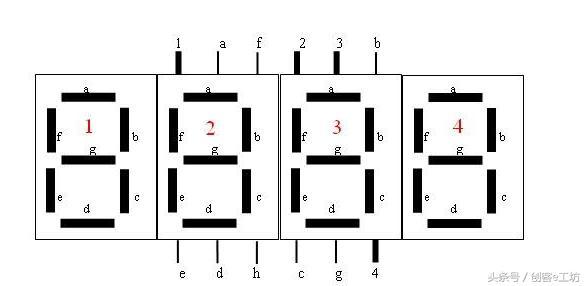 1 a f 2 3 b
a a a a
f 1 b f 2 b f 3 b f 4 b
g g g g
e c e c e c e c
d d d d
e d h c g 4
头条号 / 创客e工坊